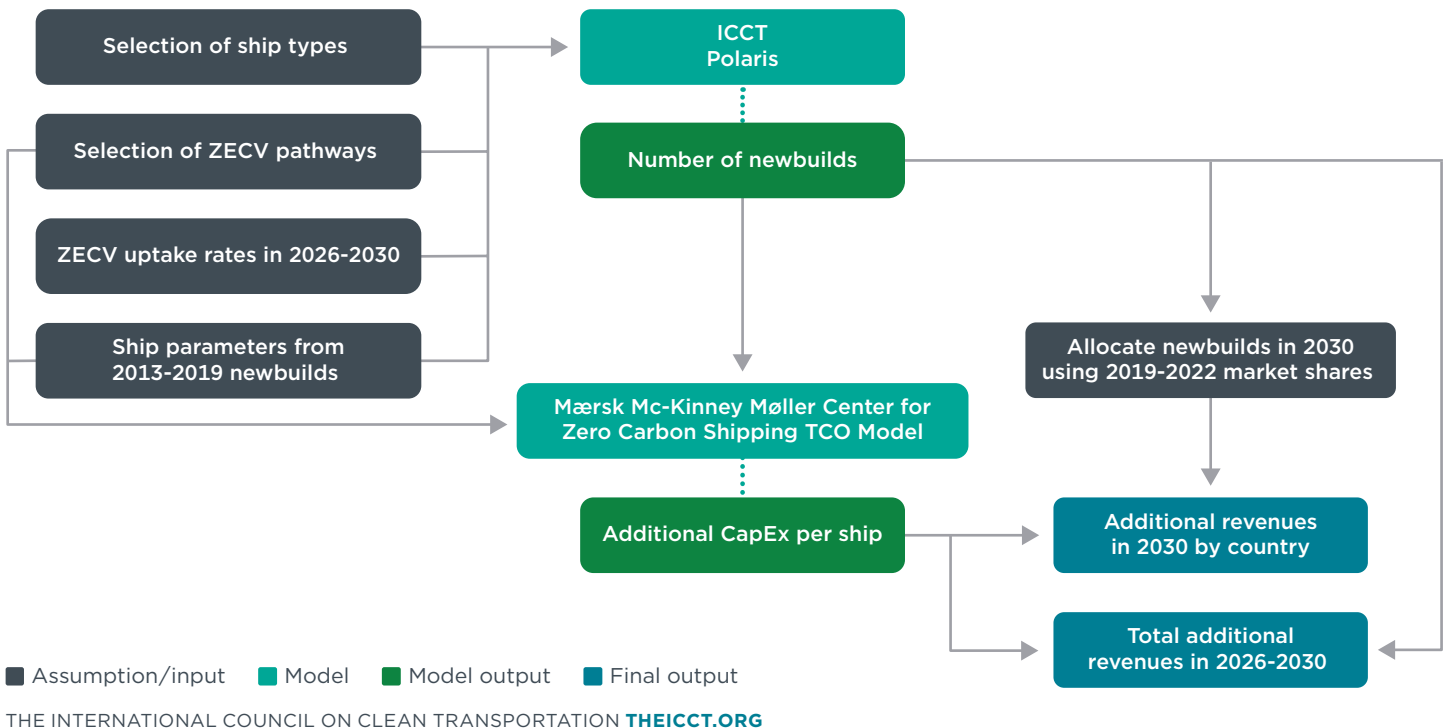 Selection of ship types
Selection of ZECV pathways
ZECV uptake rates in 2026-2030
Ship parameters from
2013-2019 newbuilds
ICCT
Polaris
Number of newbuilds
Mærsk Mc-Kinney Møller Center for
Zero Carbon Shipping TCO Model
Additional CapEx per ship
Allocate newbuilds in 2030
using 2019-2022 market shares
Additional revenues
in 2030 by country
Total additional
revenues in 2026-2030
Assumption/input
Model
Model output
Final output
THE INTERNATIONAL COUNCIL ON CLEAN TRANSPORTATION THEICCT.ORG